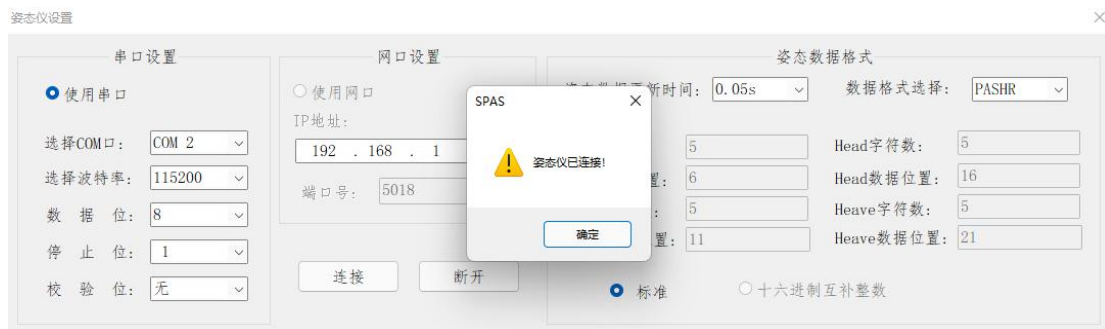 姿态仪设置
串口设置
使用串口
选择COM口： COM 2
选择波特率： 115200
数 据 位： 8
停 止 位： 1
校 验 位： 无
网口设置
使用网口
IP地址：
192 . 168 . 1
端口号： 5018
连接 断开
SPAS
姿态仪已连接！
确定
姿态数据格式
新时间： 0.05s 数据格式选择： PASHR
5 Head字符数： 5
置： 6 Head数据位置： 16
： 5 Heave字符数： 5
置： 11 Heave数据位置： 21
标准 十六进制互补整数